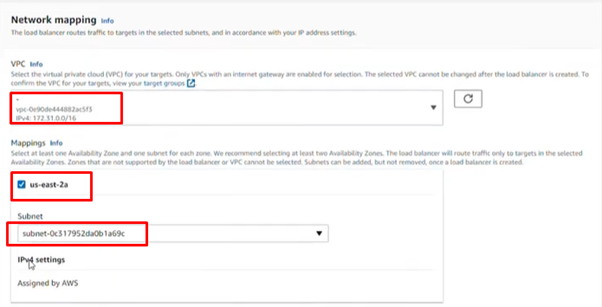 Network mapping Info
The load balancer routes traffic to targets in the selected subnets, and in accordance with your IP address settings.
VPC Info
Select the virtual private cloud (VPC) for your targets. Only VPCs with an internet gateway are enabled for selection. The selected VPC cannot be changed after the load balancer is created. To
confirm the VPC for your targets, view your target groups
-
vpc-0e90de444882ac5f3
IPv4: 172.31.0.0/16
Mappings Info
Select at least one Availability Zone and one subnet for each zone. We recommend selecting at least two Availability Zones. The load balancer will route traffic only to targets in the selected
Availability Zones. Zones that are not supported by the load balancer or VPC cannot be selected. Subnets can be added, but not removed, once a load balancer is created.
us-east-2a
Subnet
subnet-0c317952da0b1a69c
IPv4 settings
Assigned by AWS